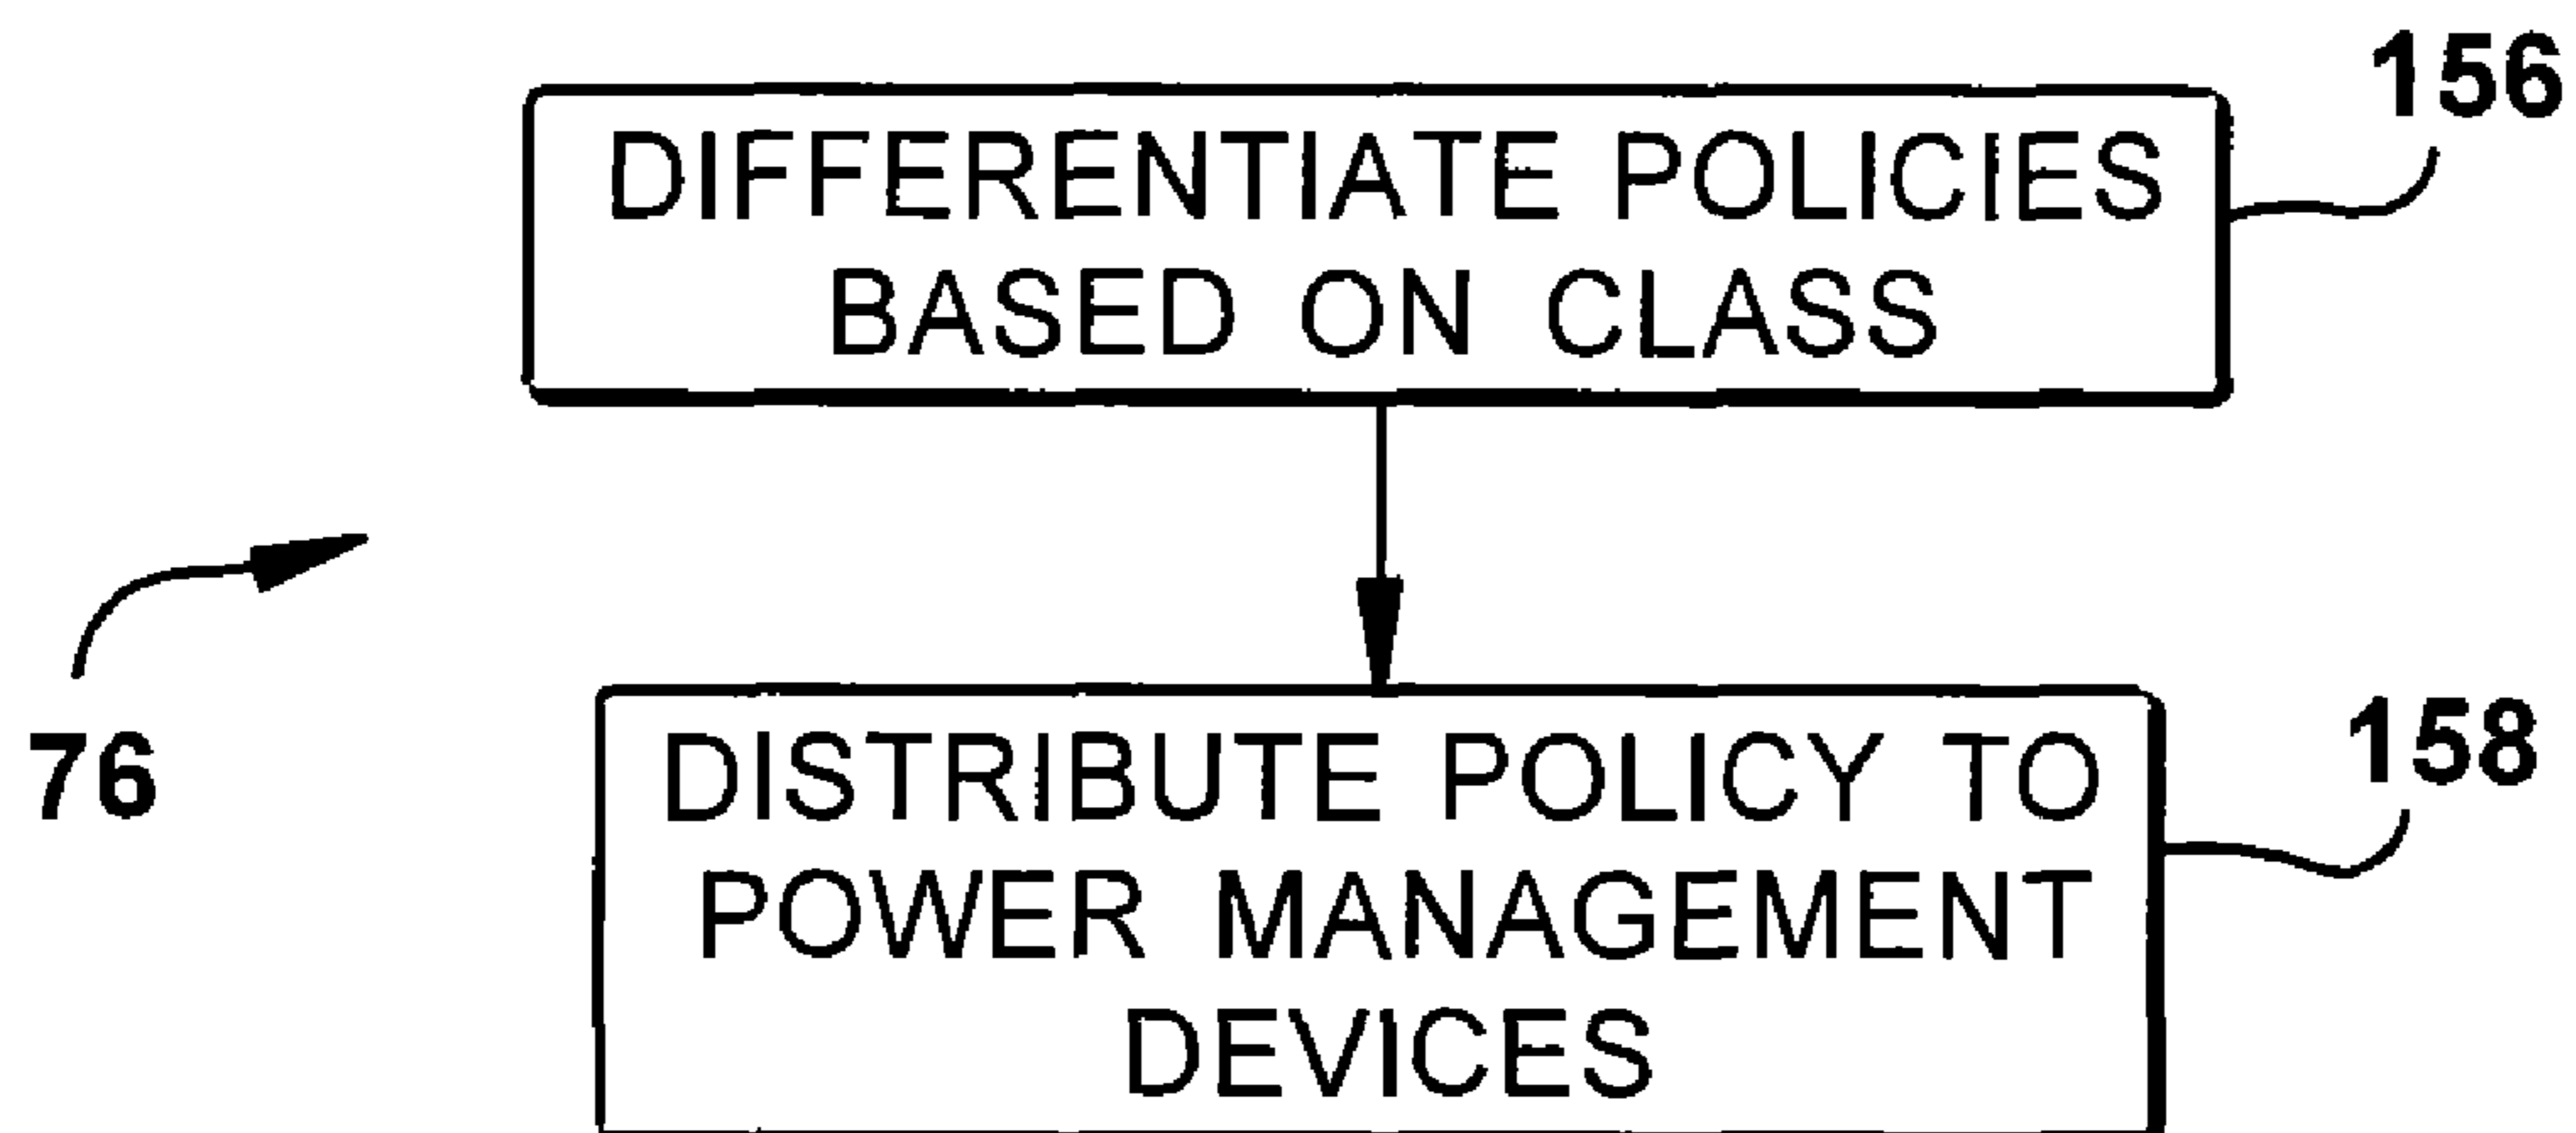 156
DIFFERENTIATE POLICIES
BASED ON CLASS
76
158
DISTRIBUTE POLICY TO
POWER MANAGEMENT
DEVICES